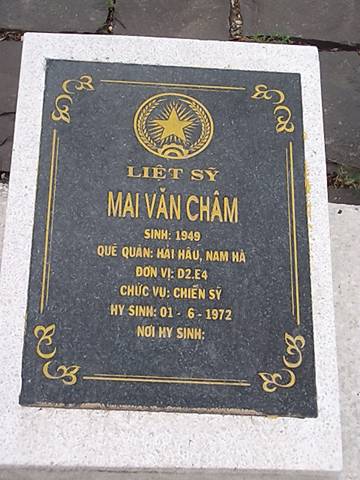 LIỆT SỸ
MAI VĂN CHÂM
SINH: 1949
QUÊ QUÁN: HẢI HẬU, NAM HÀ
ĐƠN VỊ: D2.E4
CHỨC VỤ: CHIẾN SỸ
HY SINH: 01 - 6 - 1972
NƠI HY SINH: